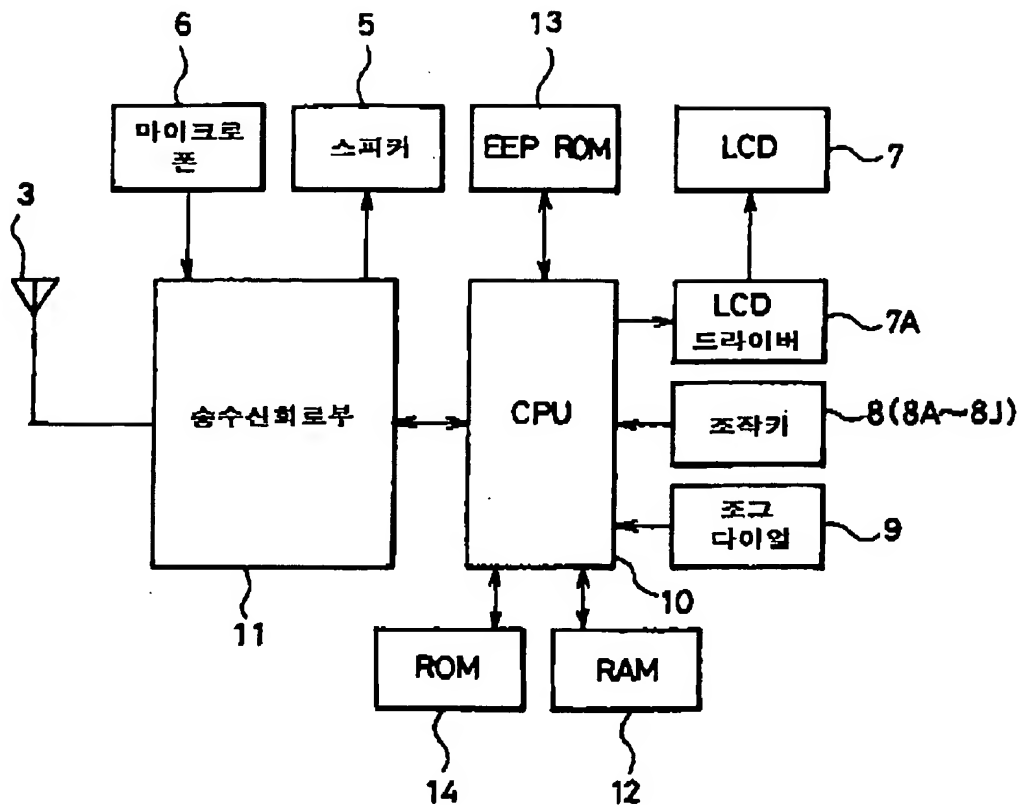 6
5
13
마이크로
폰
스피커
EEP ROM
LCD
7
3
LCD
드라이버
7A
송수신회로부
CPU
조작키
8(8A~8J)
조그
다이얼
9
11
10
ROM
RAM
14
12